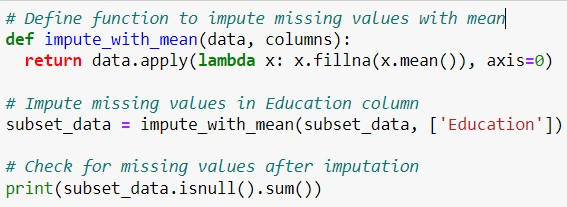 # Define function to impute missing values with mean
def impute_with_mean(data, columns):
  return data.apply(lambda x: x.fillna(x.mean()), axis=0)
# Impute missing values in Education column
subset_data = impute_with_mean(subset_data, ['Education'])
# Check for missing values after imputation
print(subset_data.isnull().sum())